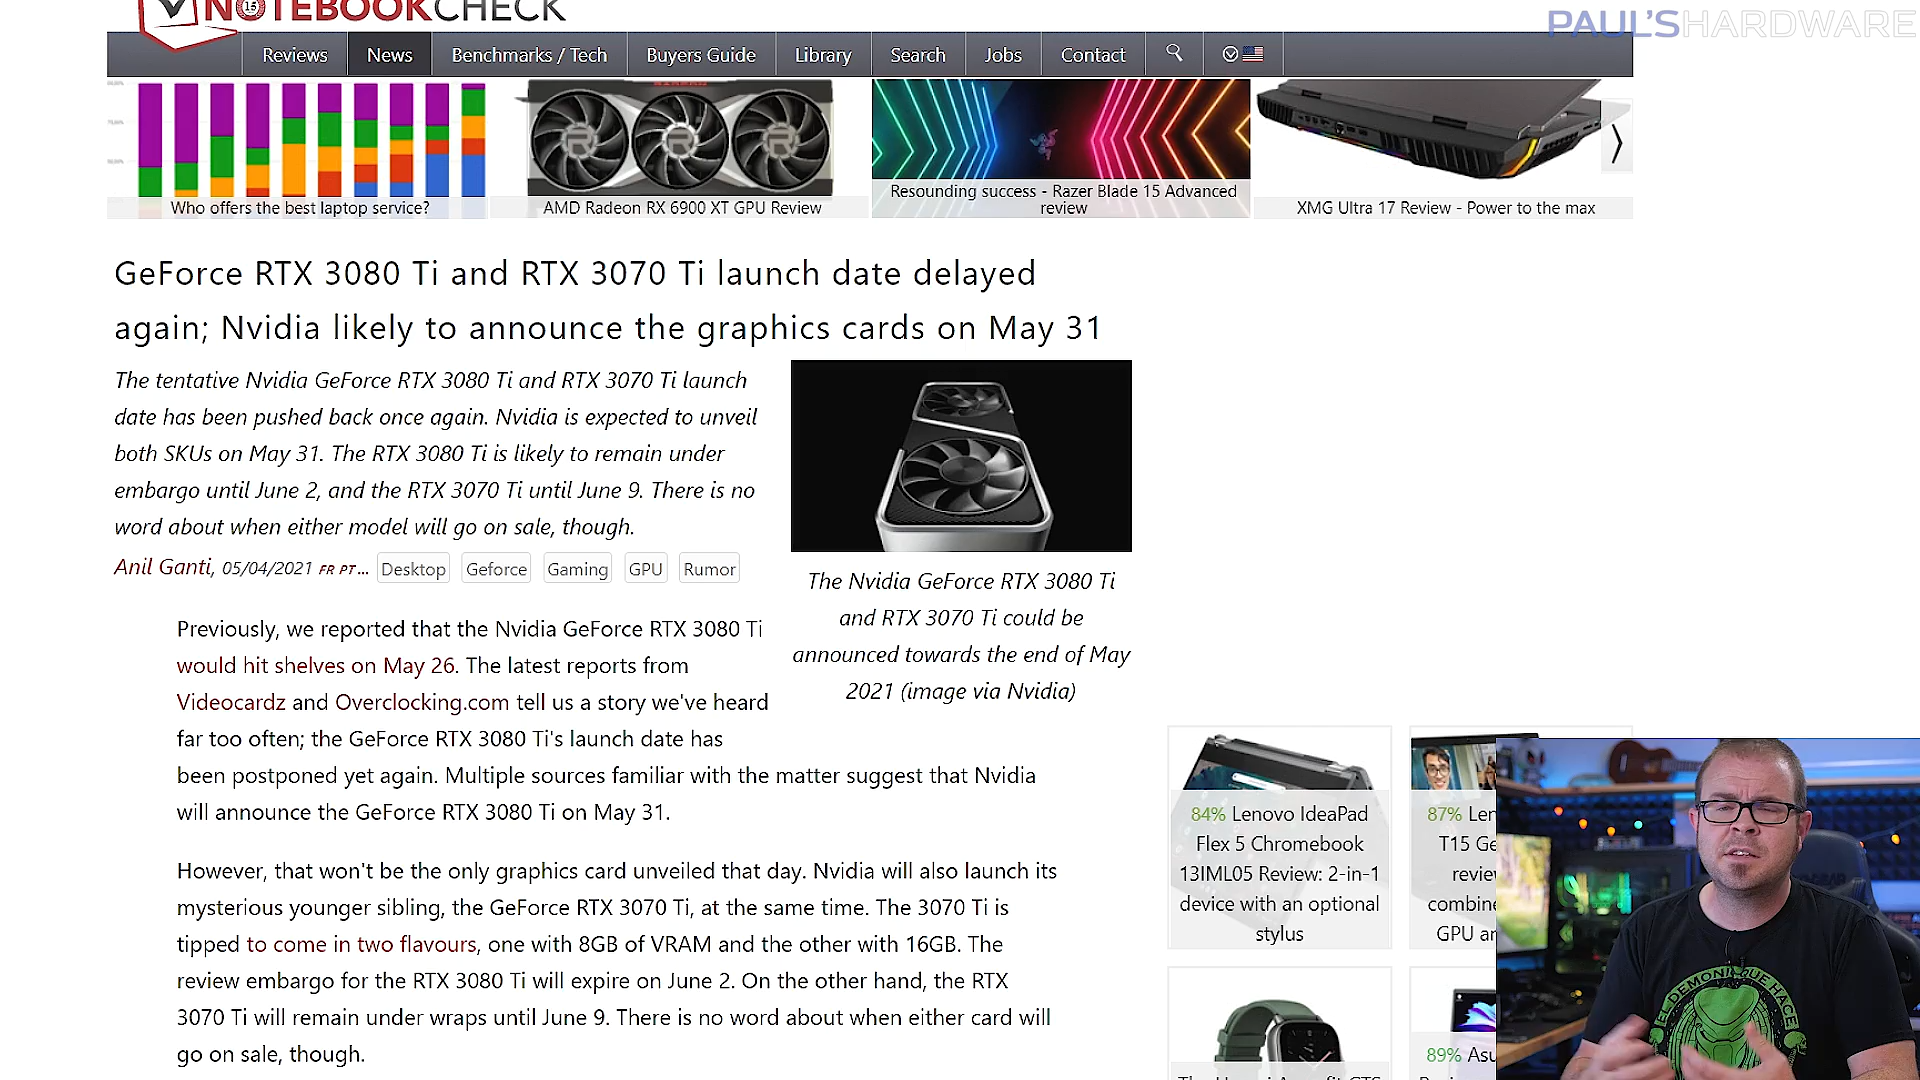 NOTEBOOKCHECK
15
PAUL'SHARDWARE
Reviews
News
Benchmarks / Tech
Buyers Guide
Library
Search
Jobs
Contact
Who offers the best laptop service?
AMD Radeon RX 6900 XT GPU Review
Resounding success - Razer Blade 15 Advanced
review
XMG Ultra 17 Review - Power to the max
GeForce RTX 3080 Ti and RTX 3070 Ti launch date delayed
again; Nvidia likely to announce the graphics cards on May 31
The tentative Nvidia GeForce RTX 3080 Ti and RTX 3070 Ti launch
date has been pushed back once again. Nvidia is expected to unveil
both SKUs on May 31. The RTX 3080 Ti is likely to remain under
embargo until June 2, and the RTX 3070 Ti until June 9. There is no
word about when either model will go on sale, though.
Anil Ganti, 05/04/2021 FR PT ... Desktop Geforce Gaming GPU Rumor
The Nvidia GeForce RTX 3080 Ti
and RTX 3070 Ti could be
announced towards the end of May
2021 (image via Nvidia)
Previously, we reported that the Nvidia GeForce RTX 3080 Ti
would hit shelves on May 26. The latest reports from
Videocardz and Overclocking.com tell us a story we've heard
far too often; the GeForce RTX 3080 Ti's launch date has
been postponed yet again. Multiple sources familiar with the matter suggest that Nvidia
will announce the GeForce RTX 3080 Ti on May 31.
However, that won't be the only graphics card unveiled that day. Nvidia will also launch its
mysterious younger sibling, the GeForce RTX 3070 Ti, at the same time. The 3070 Ti is
tipped to come in two flavours, one with 8GB of VRAM and the other with 16GB. The
review embargo for the RTX 3080 Ti will expire on June 2. On the other hand, the RTX
3070 Ti will remain under wraps until June 9. There is no word about when either card will
go on sale, though.
84% Lenovo IdeaPad
Flex 5 Chromebook
13IML05 Review: 2-in-1
device with an optional
stylus
87% Len
T15 Ge
review
combine
GPU an
89% Asu